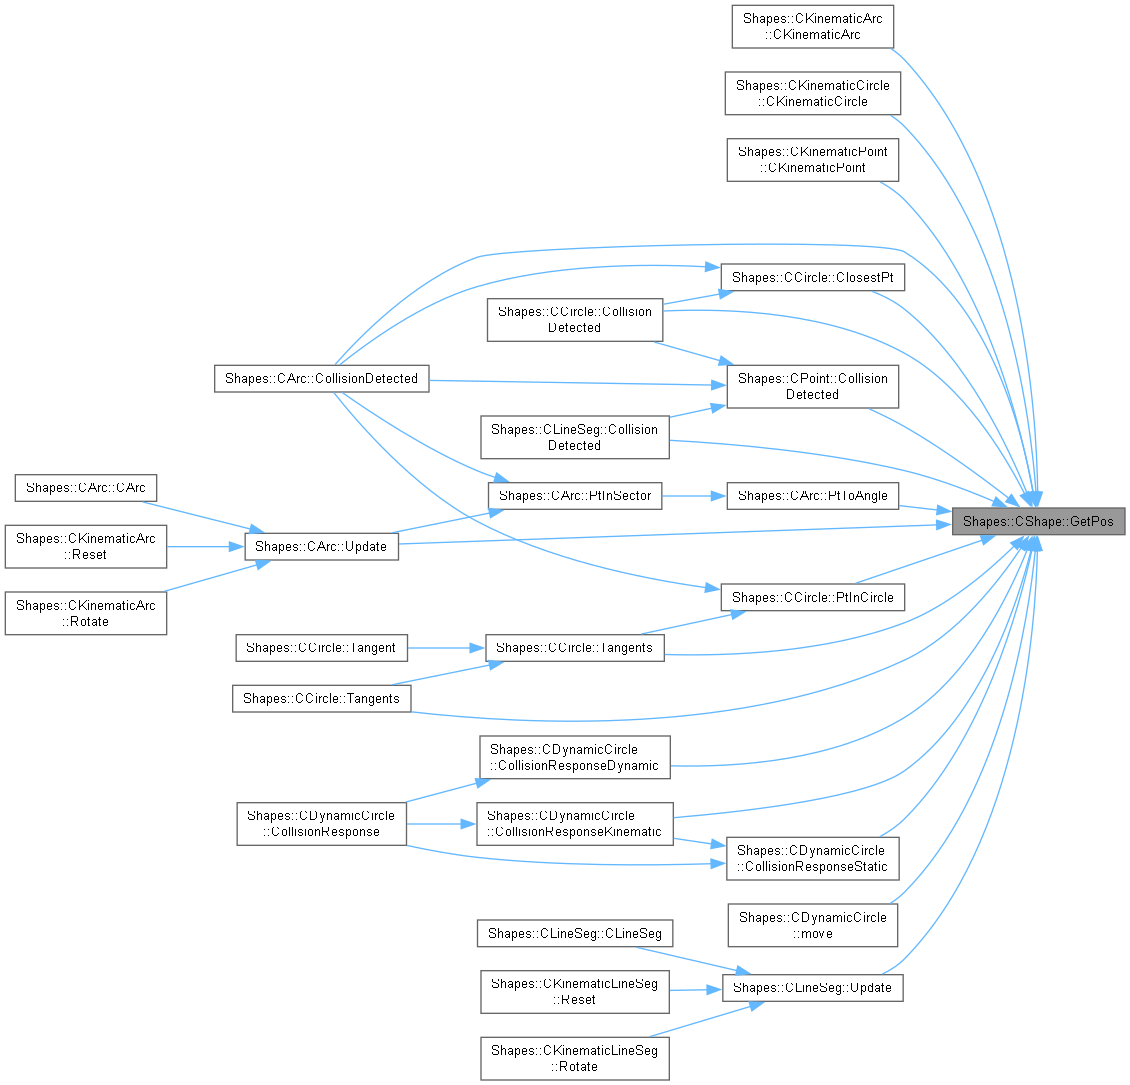 Shapes::CKinematicArc
::CKinematicArc
Shapes::CKinematicCircle
::CKinematicCircle
Shapes::CKinematicPoint
::CKinematicPoint
Shapes::CCircle::ClosestPt
Shapes::CCircle::Collision
Detected
Shapes::CArc::CollisionDetected
Shapes::CPoint::Collision
Detected
Shapes::CLineSeg::Collision
Detected
Shapes::CArc::CArc
Shapes::CArc::PtInSector
Shapes::CArc::PtToAngle
Shapes::CShape::GetPos
Shapes::CKinematicArc
::Reset
Shapes::CArc::Update
Shapes::CKinematicArc
::Rotate
Shapes::CCircle::PtInCircle
Shapes::CCircle::Tangent
Shapes::CCircle::Tangents
Shapes::CCircle::Tangents
Shapes::CDynamicCircle
::CollisionResponseDynamic
Shapes::CDynamicCircle
::CollisionResponse
Shapes::CDynamicCircle
::CollisionResponseKinematic
Shapes::CDynamicCircle
::CollisionResponseStatic
Shapes::CDynamicCircle
::move
Shapes::CLineSeg::CLineSeg
Shapes::CKinematicLineSeg
::Reset
Shapes::CLineSeg::Update
Shapes::CKinematicLineSeg
::Rotate